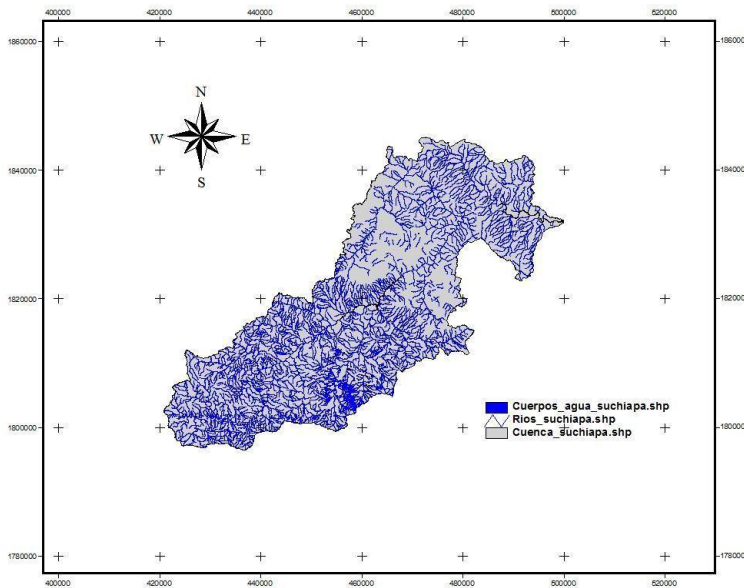 400000 420000 440000 460000 480000 500000 520000
1860000 1860000
N
W E
S
1840000 1840000
1820000 1820000
Cuerpos_agua_suchiapa.shp
Rios_suchiapa.shp
Cuenca_suchiapa.shp
1800000 1800000
1780000 1780000
400000 420000 440000 460000 480000 500000 520000